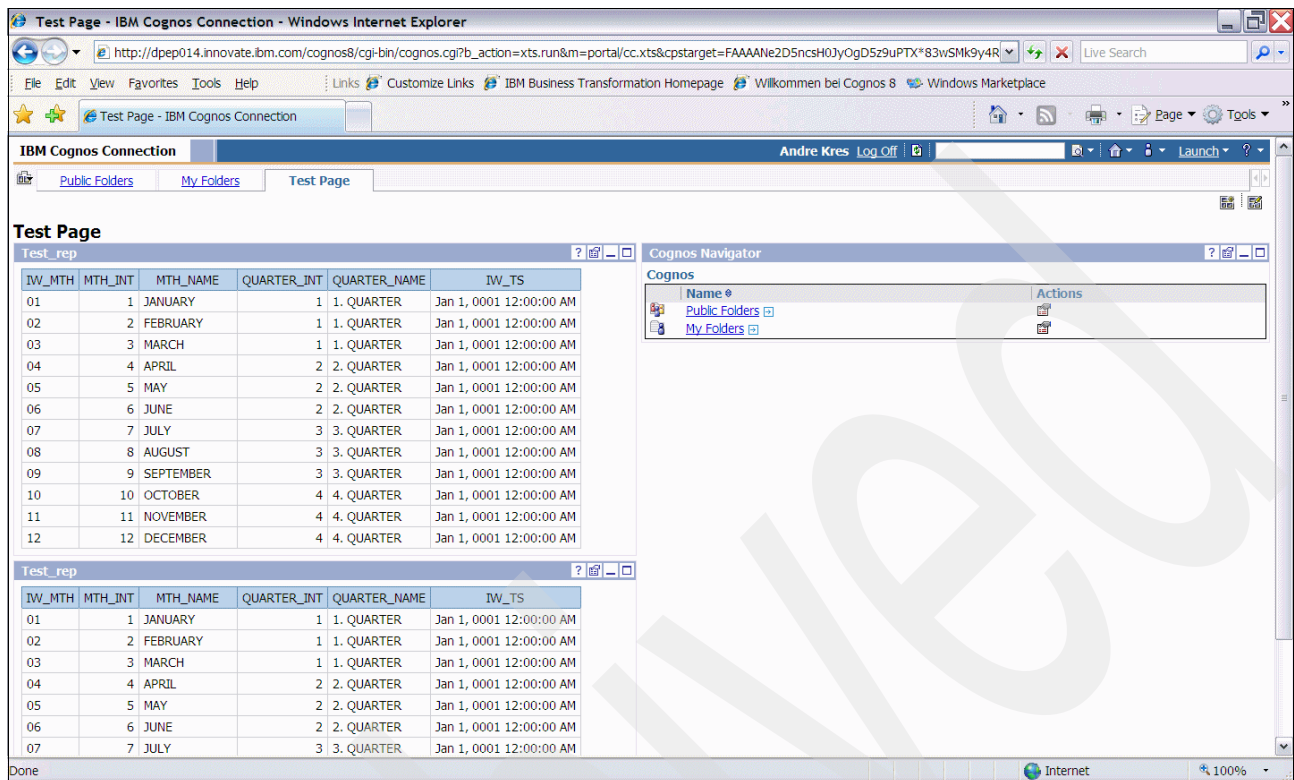 Test Page - IBM Cognos Connection - Windows Internet Explorer
http://dpep014.innovate.ibm.com/cognos8/cgi-bin/cognos.cgi?b_action=xts.run&m=portal/cc.xts&cpstarget=FAAAANe2D5ncsH0JyOgD5z9uPTX*83wSMk9y4R Live Search
File Edit View Favorites Tools Help Links Customize Links IBM Business Transformation Homepage Willkommen bei Cognos 8 Windows Marketplace
Test Page - IBM Cognos Connection Page Tools »
IBM Cognos Connection Andre Kres Log Off Launch ?
Public Folders My Folders Test Page
Test Page
Test_rep ? Cognos Navigator ?
Cognos
Name Actions
Public Folders
My Folders
IW_MTH MTH_INT MTH_NAME QUARTER_INT QUARTER_NAME IW_TS
01 1 JANUARY 1 1. QUARTER Jan 1, 0001 12:00:00 AM
02 2 FEBRUARY 1 1. QUARTER Jan 1, 0001 12:00:00 AM
03 3 MARCH 1 1. QUARTER Jan 1, 0001 12:00:00 AM
04 4 APRIL 2 2. QUARTER Jan 1, 0001 12:00:00 AM
05 5 MAY 2 2. QUARTER Jan 1, 0001 12:00:00 AM
06 6 JUNE 2 2. QUARTER Jan 1, 0001 12:00:00 AM
07 7 JULY 3 3. QUARTER Jan 1, 0001 12:00:00 AM
08 8 AUGUST 3 3. QUARTER Jan 1, 0001 12:00:00 AM
09 9 SEPTEMBER 3 3. QUARTER Jan 1, 0001 12:00:00 AM
10 10 OCTOBER 4 4. QUARTER Jan 1, 0001 12:00:00 AM
11 11 NOVEMBER 4 4. QUARTER Jan 1, 0001 12:00:00 AM
12 12 DECEMBER 4 4. QUARTER Jan 1, 0001 12:00:00 AM
Test_rep ?
IW_MTH MTH_INT MTH_NAME QUARTER_INT QUARTER_NAME IW_TS
01 1 JANUARY 1 1. QUARTER Jan 1, 0001 12:00:00 AM
02 2 FEBRUARY 1 1. QUARTER Jan 1, 0001 12:00:00 AM
03 3 MARCH 1 1. QUARTER Jan 1, 0001 12:00:00 AM
04 4 APRIL 2 2. QUARTER Jan 1, 0001 12:00:00 AM
05 5 MAY 2 2. QUARTER Jan 1, 0001 12:00:00 AM
06 6 JUNE 2 2. QUARTER Jan 1, 0001 12:00:00 AM
07 7 JULY 3 3. QUARTER Jan 1, 0001 12:00:00 AM
Done Internet 100%